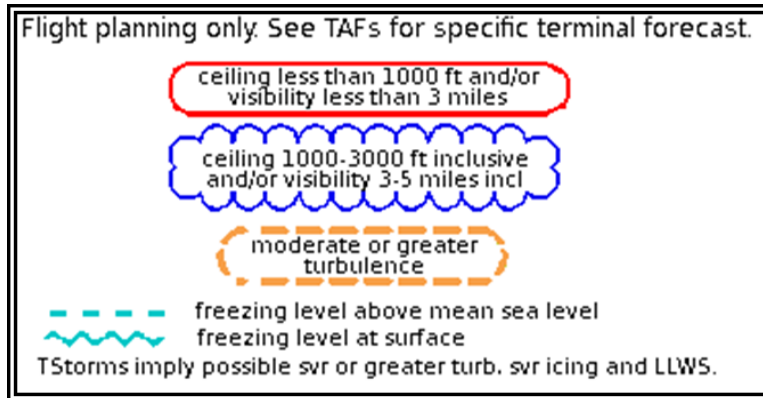 Flight planning only. See TAFs for specific terminal forecast.
ceiling less than 1000 ft and/or
visibility less than 3 miles
ceiling 1000-3000 ft inclusive
and/or visibility 3-5 miles incl
moderate or greater
turbulence
freezing level above mean sea level
freezing level at surface
TStorms imply possible svr or greater turb. svr icing and LLWS.